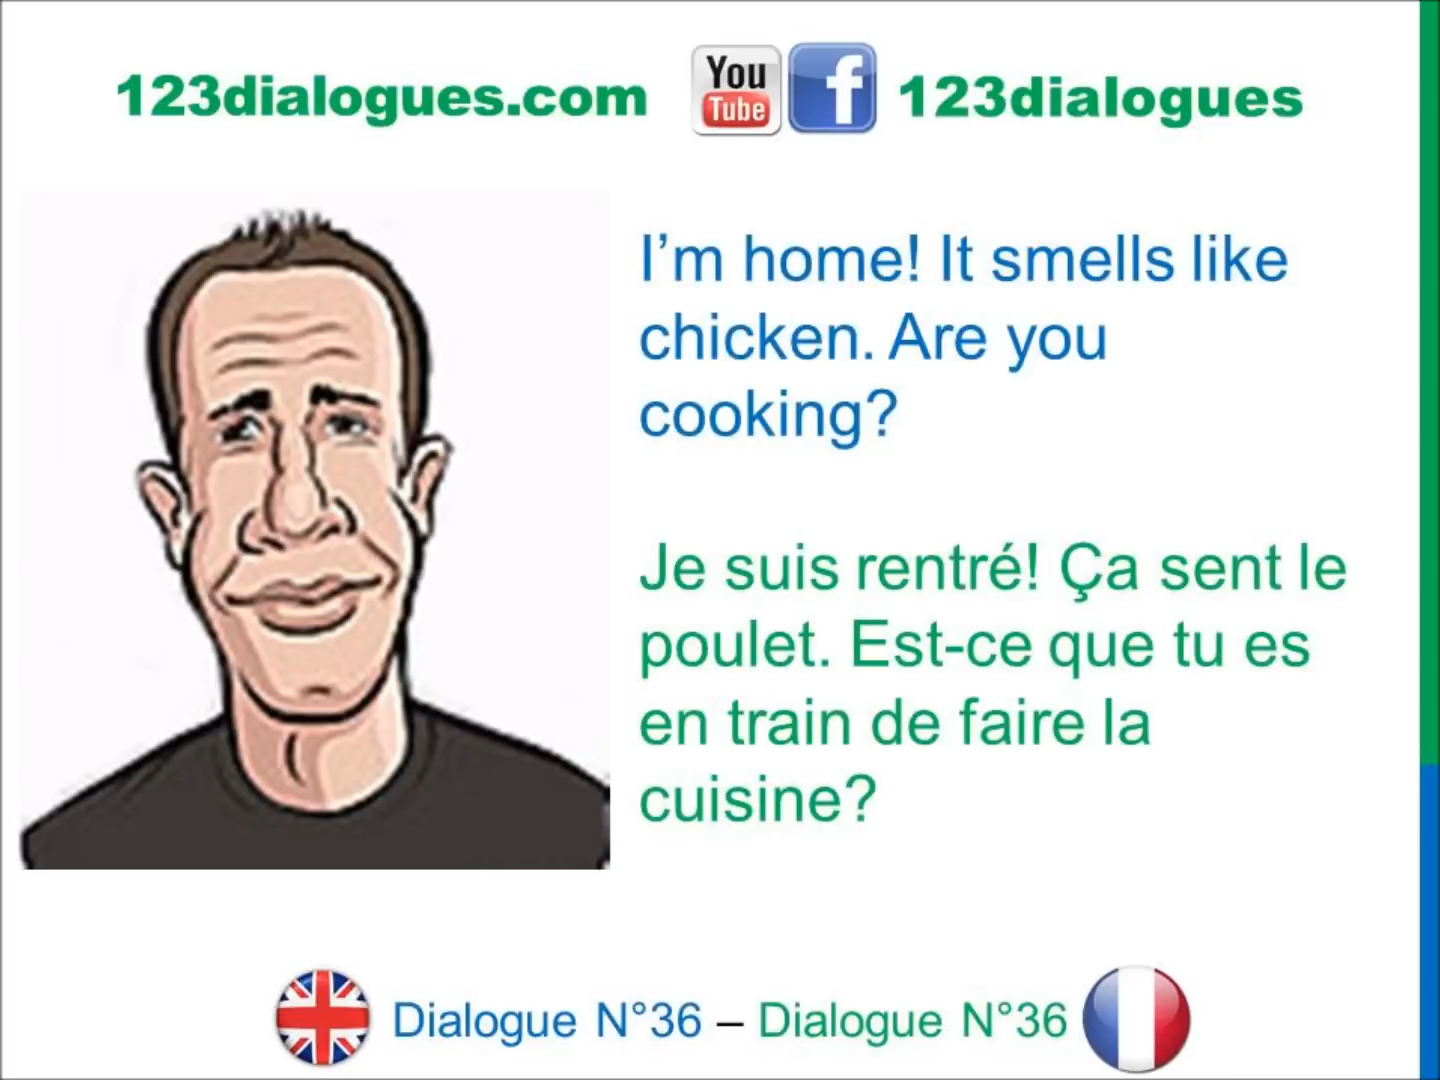 123dialogues.com You Tube f 123dialogues
I’m home! It smells like
chicken. Are you
cooking?
Je suis rentré! Ça sent le
poulet. Est-ce que tu es
en train de faire la
cuisine?
Dialogue N°36 – Dialogue N°36